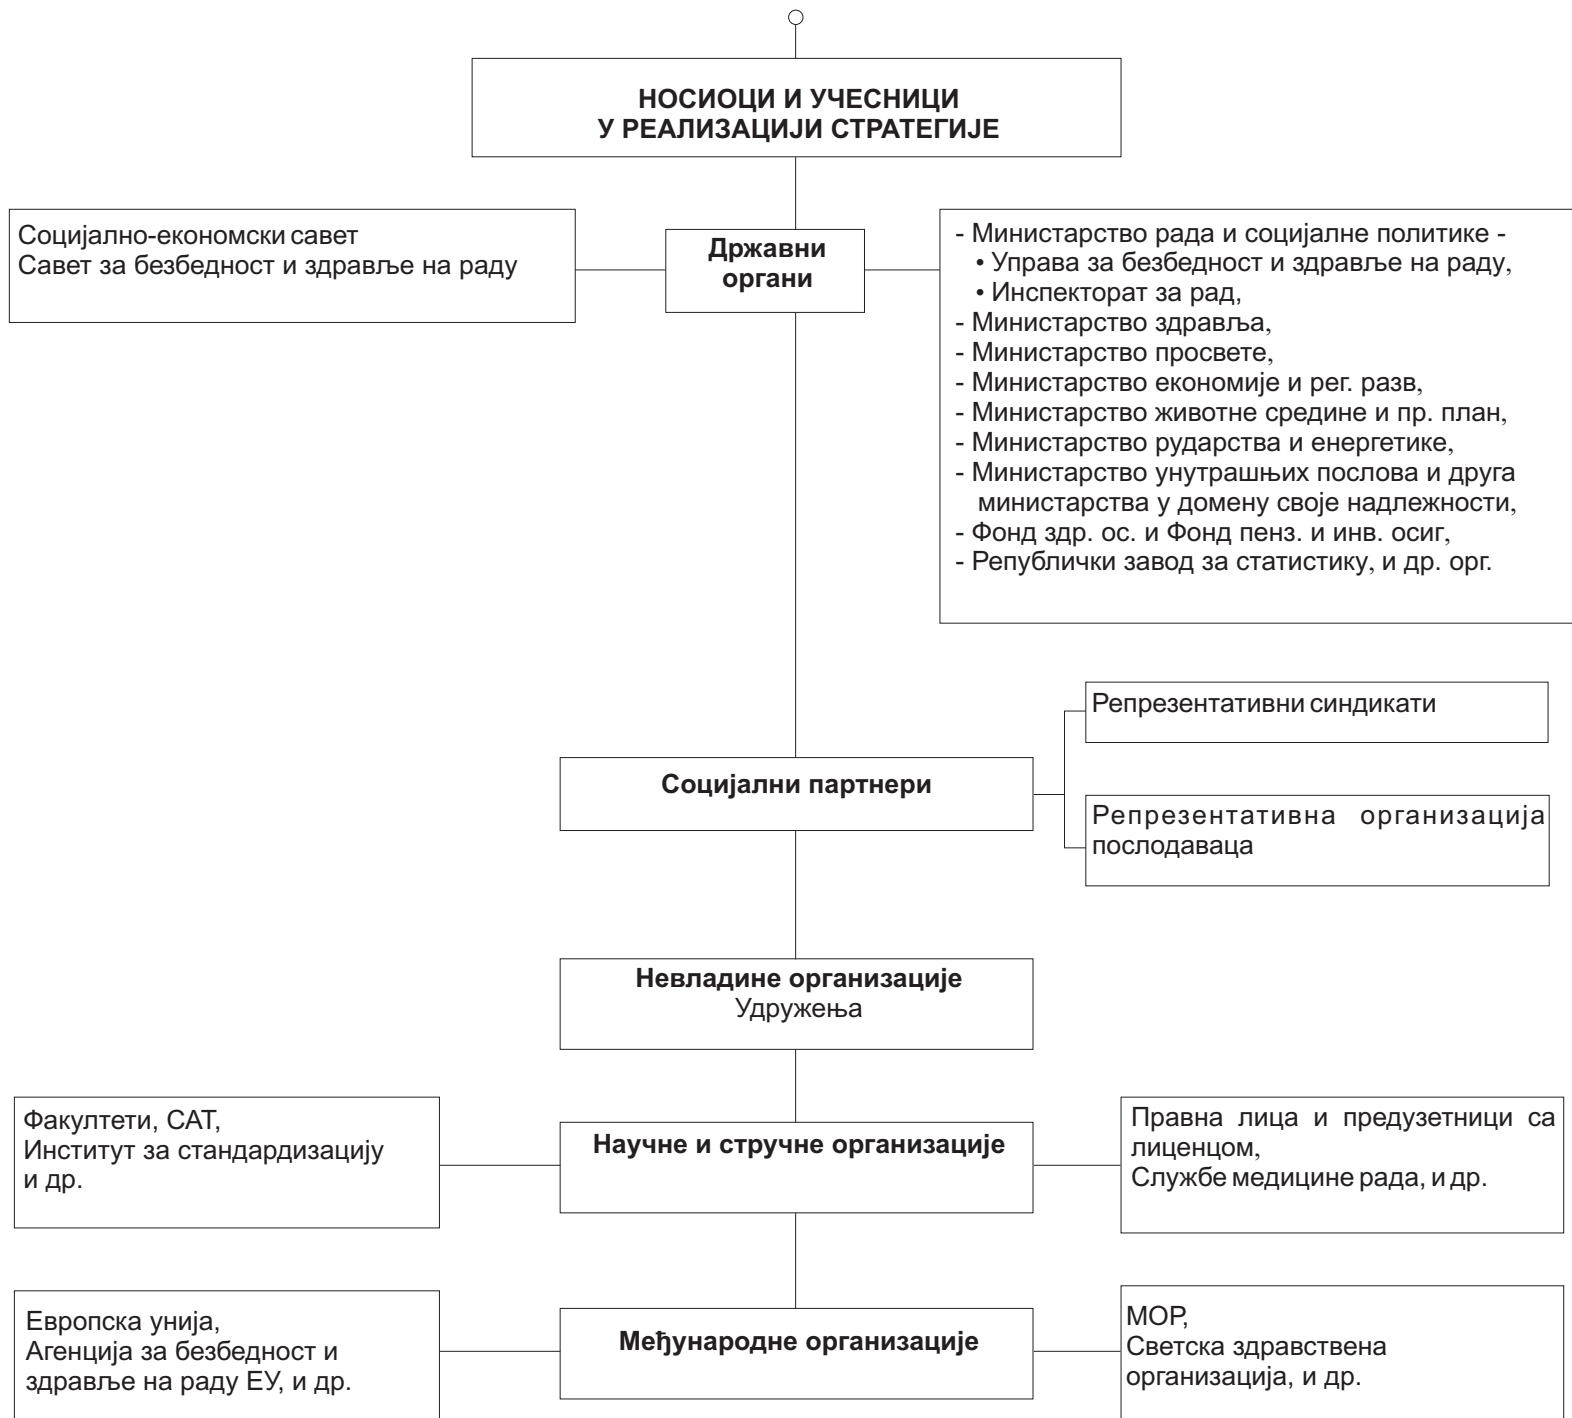 НОСИОЦИ И УЧЕСНИЦИ
У РЕАЛИЗАЦИЈИ СТРАТЕГИЈЕ
Социјално-економски савет
Савет за безбедност и здравље на раду
Државни
органи
- Министарство рада и социјалне политике -
• Управа за безбедност и здравље на раду,
• Инспекторат за рад,
- Министарство здравља,
- Министарство просвете,
- Министарство економије и рег. разв,
- Министарство животне средине и пр. план,
- Министарство рударства и енергетике,
- Министарство унутрашњих послова и друга
министарства у домену своје надлежности,
- Фонд здр. ос. и Фонд пенз. и инв. осиг,
- Републички завод за статистику, и др. орг.
Социјални партнери
Репрезентативни синдикати
Репрезентативна организација
послодаваца
Невладине организације
Удружења
Факултети, САТ,
Институт за стандардизацију
и др.
Научне и стручне организације
Правна лица и предузетници са
лиценцом,
Службе медицине рада, и др.
Европска унија,
Агенција за безбедност и
здравље на раду ЕУ, и др.
Међународне организације
МОР,
Светска здравствена
организација, и др.